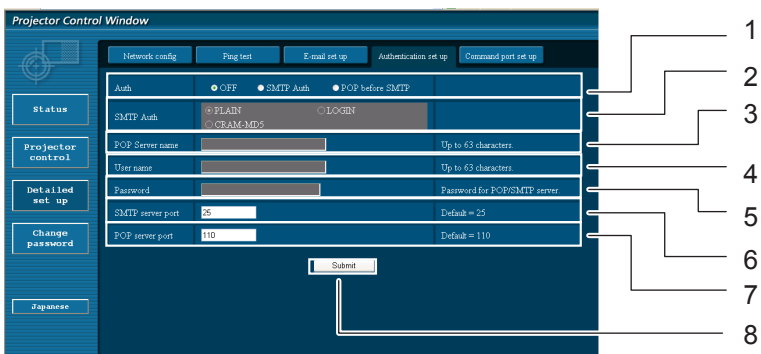 Projector Control Window
Network config Ping test E-mail set up Authentication set up Command port set up
Status
Projector control
Detailed set up
Change password
Japanese
Auth OFF SMTP Auth POP before SMTP
SMTP Auth PLAIN LOGIN
CRAM-MD5
POP Server name Up to 63 characters.
User name Up to 63 characters.
Password Password for POP/SMTP server.
SMTP server port 25 Default = 25
POP server port 110 Default = 110
Submit
1
2
3
4
5
6
7
8